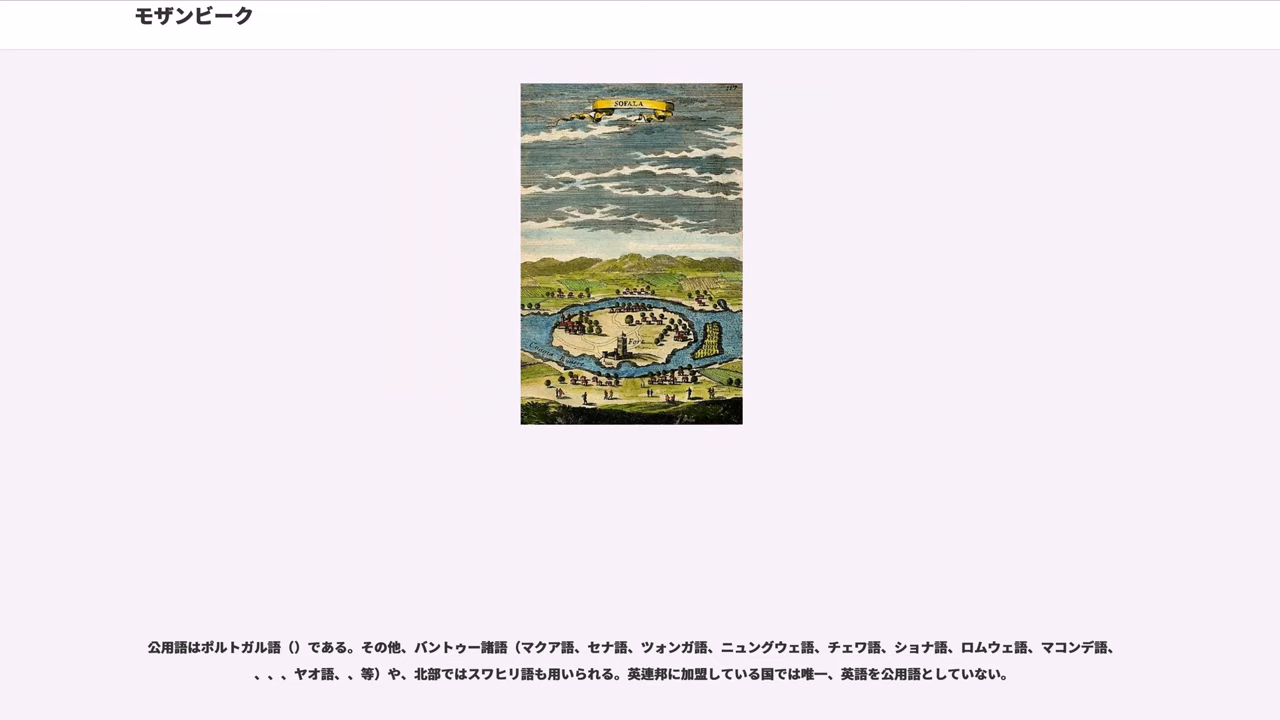 モザンビーク
SOFALA
Fort
公用語はポルトガル語（）である。その他、バントゥー諸語（マクア語、セナ語、ツォンガ語、ニュングウェ語、チェワ語、ショナ語、ロムウェ語、マコンデ語、
、、、ヤオ語、、等）や、北部ではスワヒリ語も用いられる。英連邦に加盟している国では唯一、英語を公用語としていない。